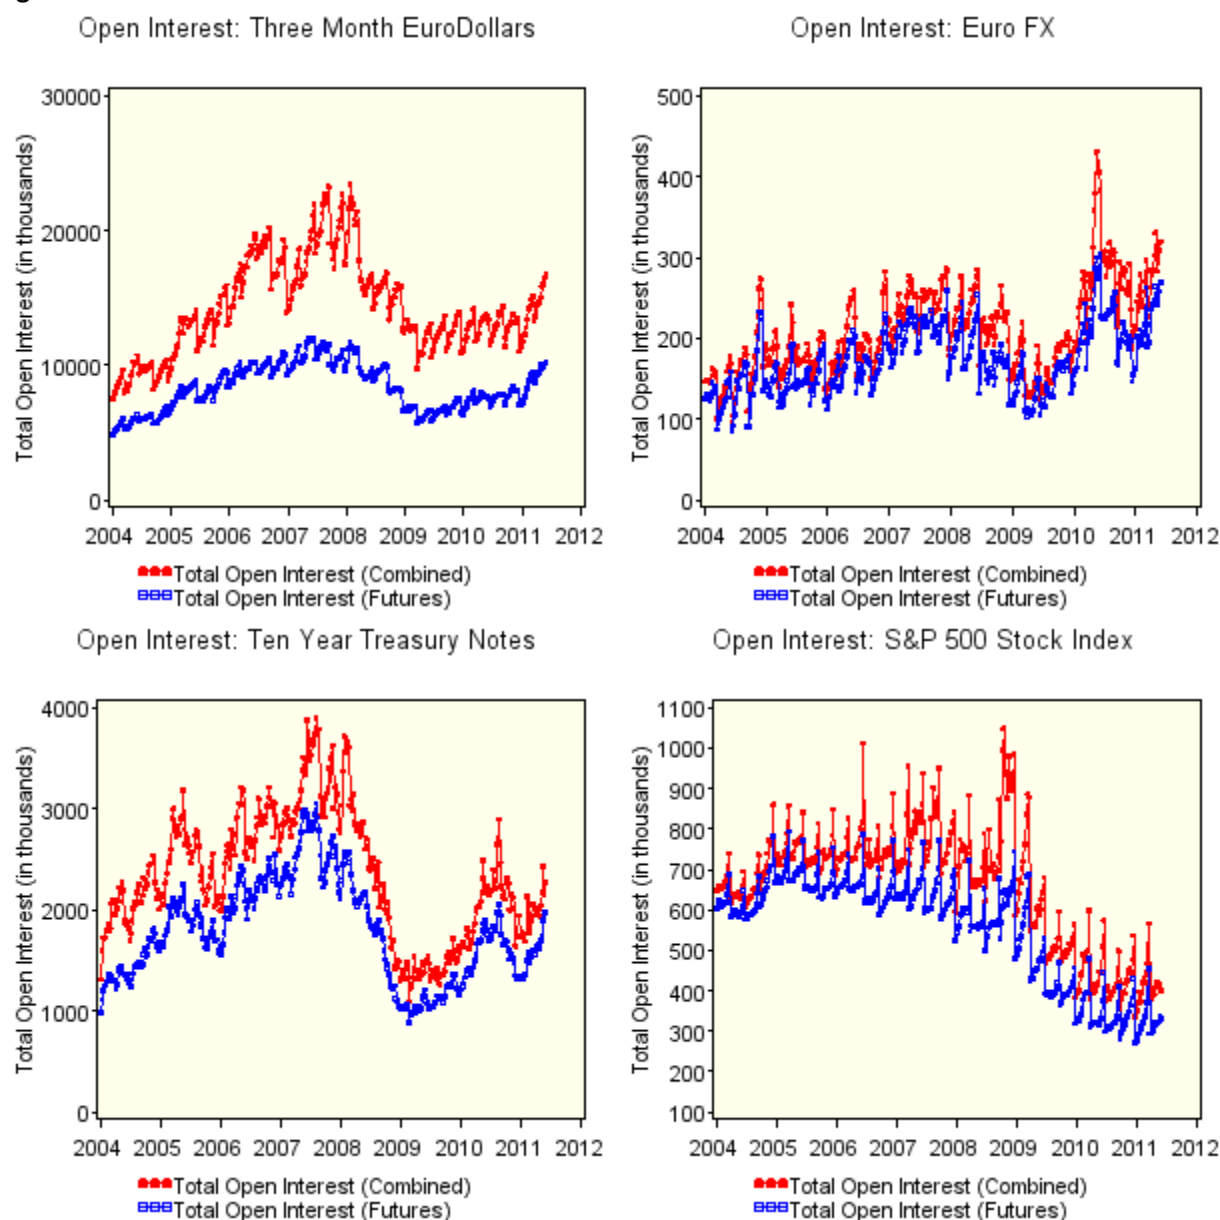 Open Interest: Three Month EuroDollars
Total Open Interest (in thousands)
30000
20000
10000
0
2004 2005 2006 2007 2008 2009 2010 2011 2012
Total Open Interest (Combined)
Total Open Interest (Futures)
Open Interest: Euro FX
Total Open Interest (in thousands)
500
400
300
200
100
0
2004 2005 2006 2007 2008 2009 2010 2011 2012
Total Open Interest (Combined)
Total Open Interest (Futures)
Open Interest: Ten Year Treasury Notes
Total Open Interest (in thousands)
4000
3000
2000
1000
0
2004 2005 2006 2007 2008 2009 2010 2011 2012
Total Open Interest (Combined)
Total Open Interest (Futures)
Open Interest: S&P 500 Stock Index
Total Open Interest (in thousands)
1100
1000
900
800
700
600
500
400
300
200
100
2004 2005 2006 2007 2008 2009 2010 2011 2012
Total Open Interest (Combined)
Total Open Interest (Futures)